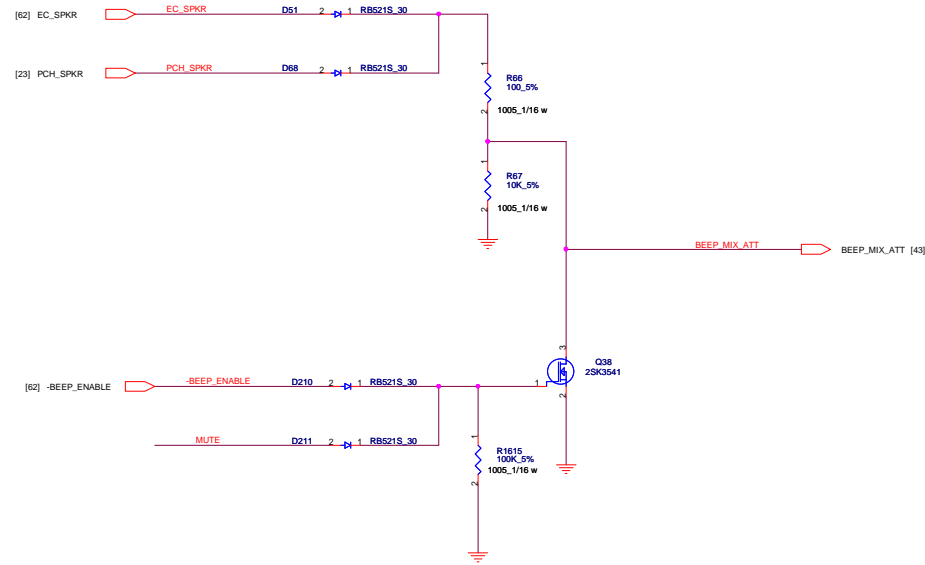 [62] EC_SPKR EC_SPKR D51 2 1 RB521S_30
[23] PCH_SPKR PCH_SPKR D68 2 1 RB521S_30
1
R66
100_5%
1005_1/16 w
2
1
R67
10K_5%
1005_1/16 w
2
BEEP_MIX_ATT BEEP_MIX_ATT [43]
3
Q38
2SK3541
[62] -BEEP_ENABLE -BEEP_ENABLE D210 2 1 RB521S_30 1
2
MUTE D211 2 1 RB521S_30
1
R1615
100K_5%
1005_1/16 w
2